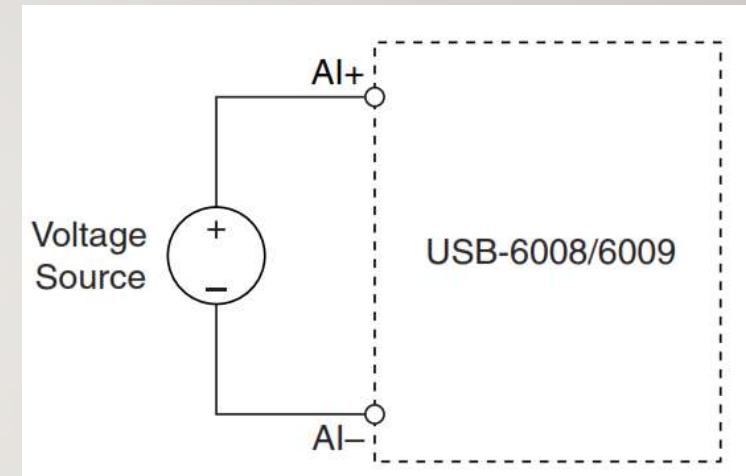 AI+
+
Voltage
Source
–
USB-6008/6009
AI–